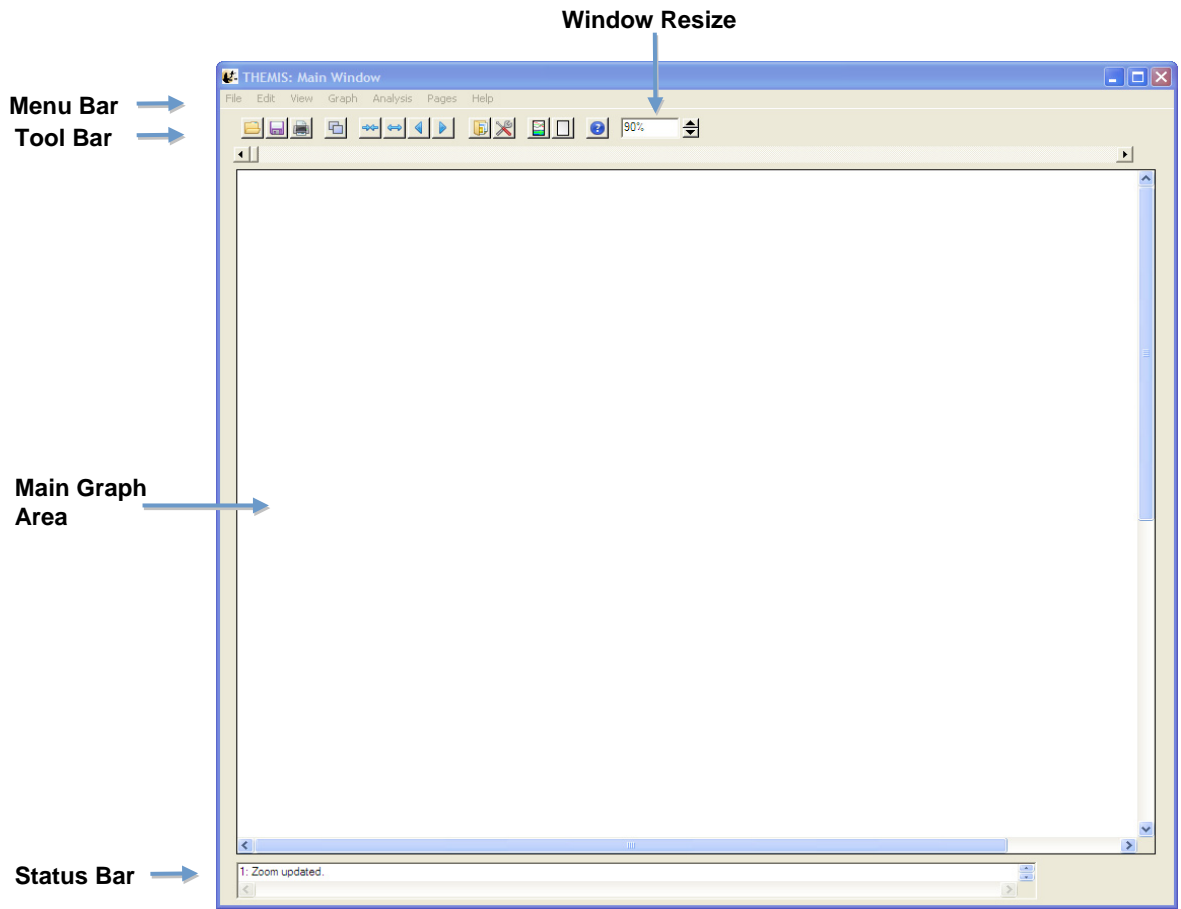 Window Resize
THEMIS: Main Window
Menu Bar
File Edit View Graph Analysis Pages Help
Tool Bar
90%
Main Graph
Area
Status Bar
1: Zoom updated.